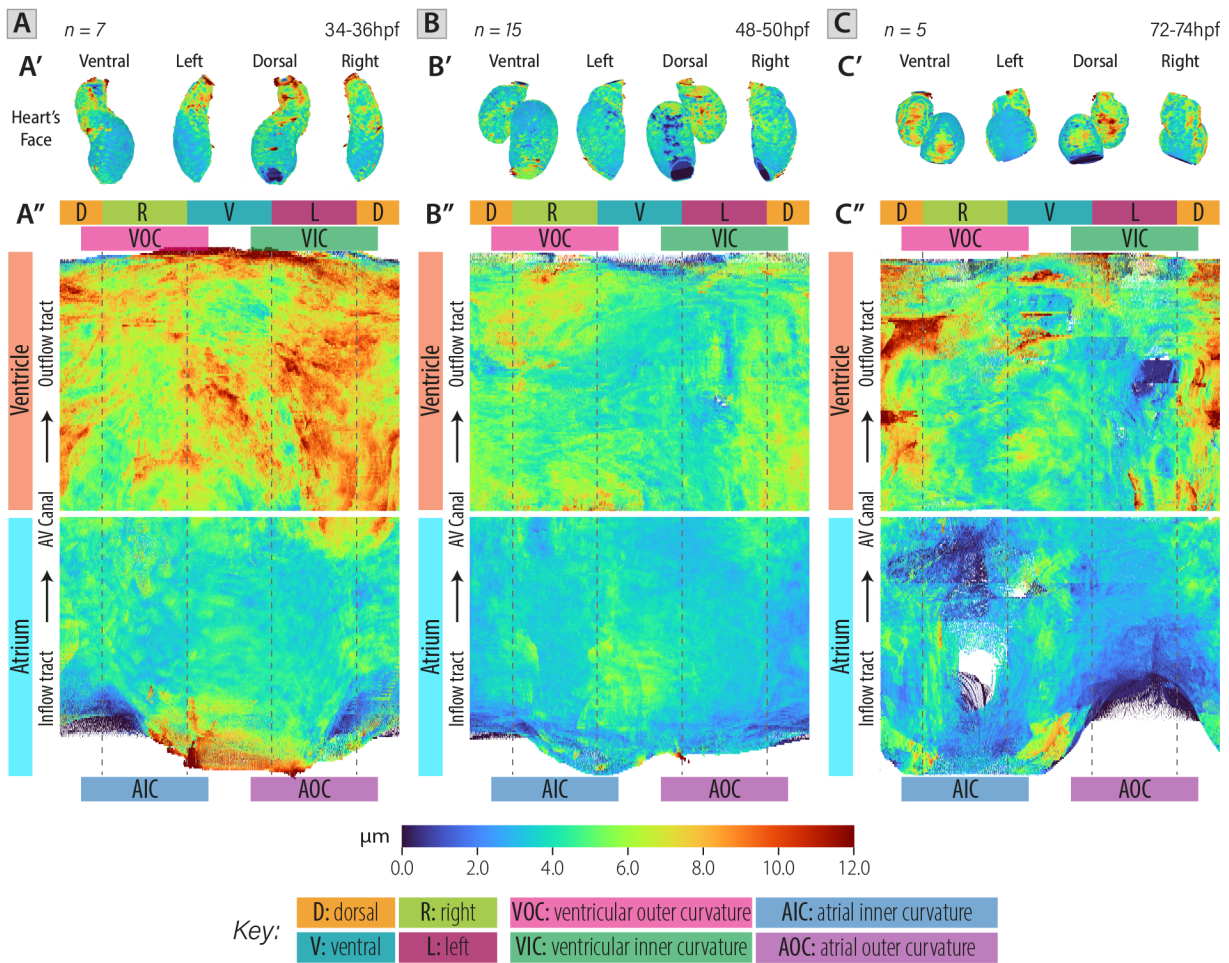 A n = 7 34-36hpf
B n = 15 48-50hpf
C n = 5 72-74hpf
A′ Ventral Left Dorsal Right
B′ Ventral Left Dorsal Right
C′ Ventral Left Dorsal Right
Heart's
Face
A″ D R V L D
VOC VIC
B″ D R V L D
VOC VIC
C″ D R V L D
VOC VIC
Ventricle
Atrium
Outflow tract
AV Canal
Inflow tract
Ventricle
Atrium
Outflow tract
AV Canal
Inflow tract
Ventricle
Atrium
Outflow tract
AV Canal
Inflow tract
AIC AOC
AIC AOC
AIC AOC
μm
0.0 2.0 4.0 6.0 8.0 10.0 12.0
Key:
D: dorsal R: right VOC: ventricular outer curvature AIC: atrial inner curvature
V: ventral L: left VIC: ventricular inner curvature AOC: atrial outer curvature